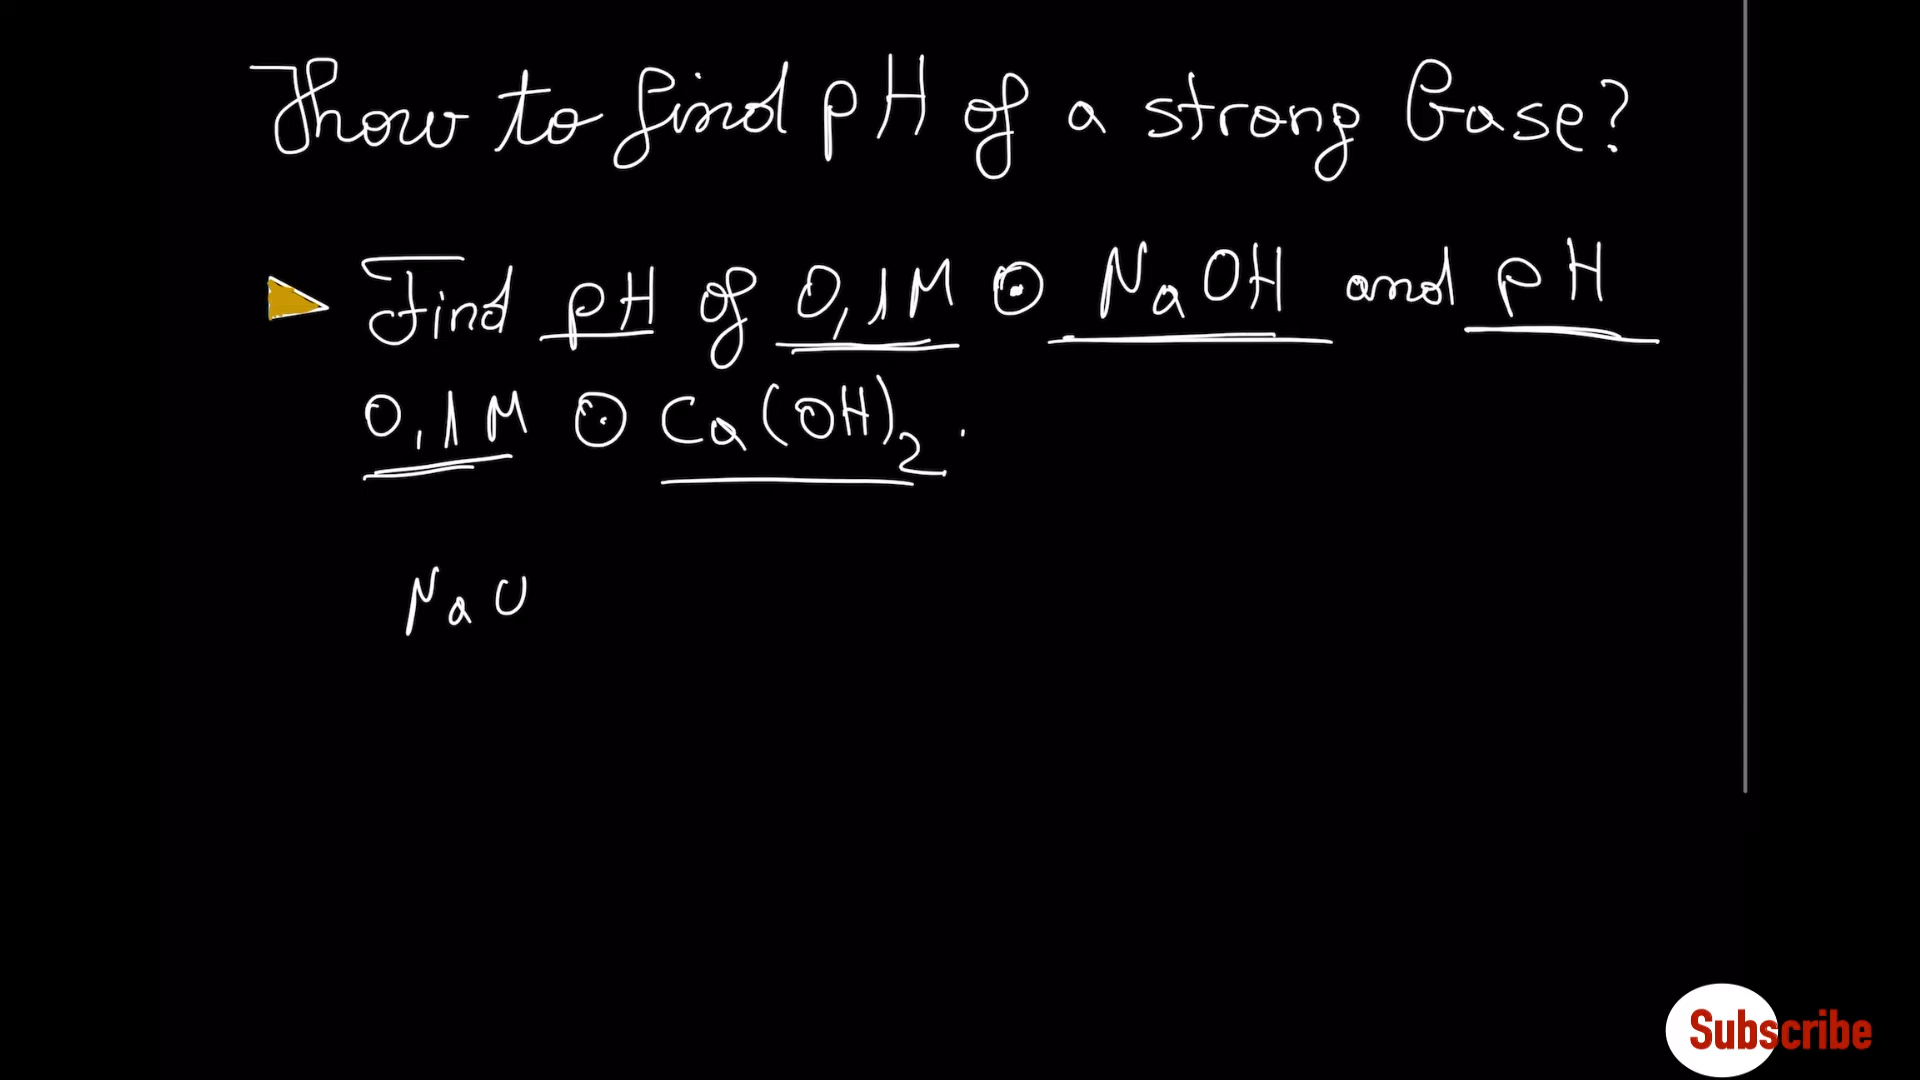 How to find pH of a strong base?
Find pH of 0,1M ⊙ NaOH and pH
0,1M ⊙ Ca(OH)₂.
NaO
Subscribe